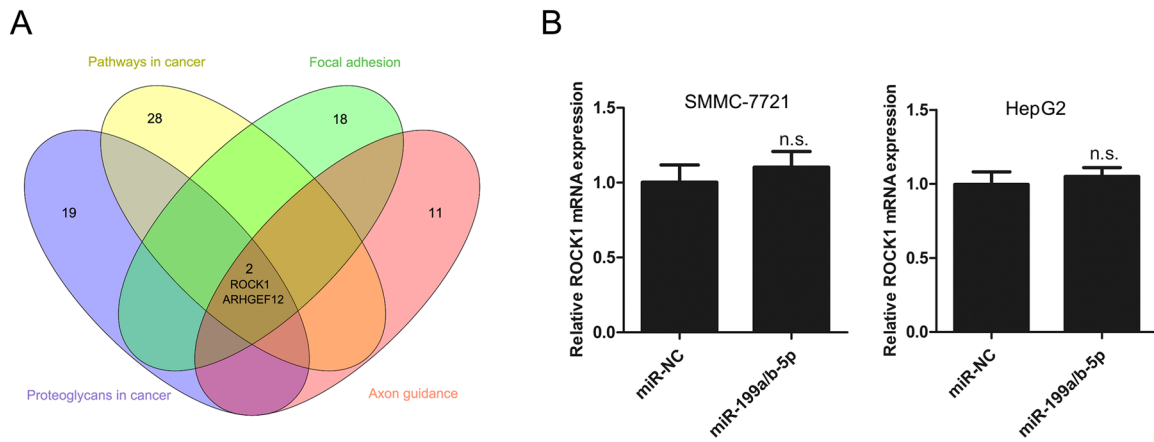 A
Pathways in cancer
Focal adhesion
28
18
19
11
2
ROCK1
ARHGEF12
Proteoglycans in cancer
Axon guidance
B
SMMC-7721
Relative ROCK1 mRNA expression
1.5
1.0
0.5
0.0
n.s.
miR-NC
miR-199a/b-5p
HepG2
Relative ROCK1 mRNA expression
1.5
1.0
0.5
0.0
n.s.
miR-NC
miR-199a/b-5p